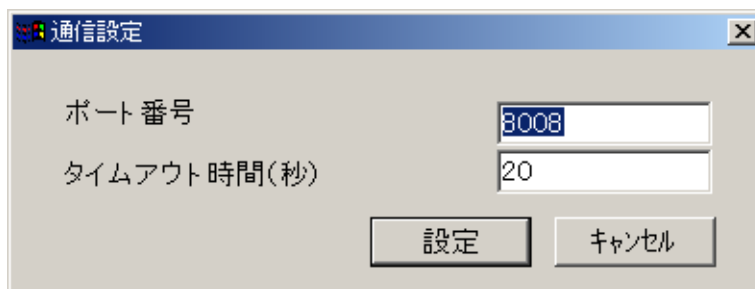 通信設定
ポート番号
8008
タイムアウト時間(秒)
20
設定
キャンセル